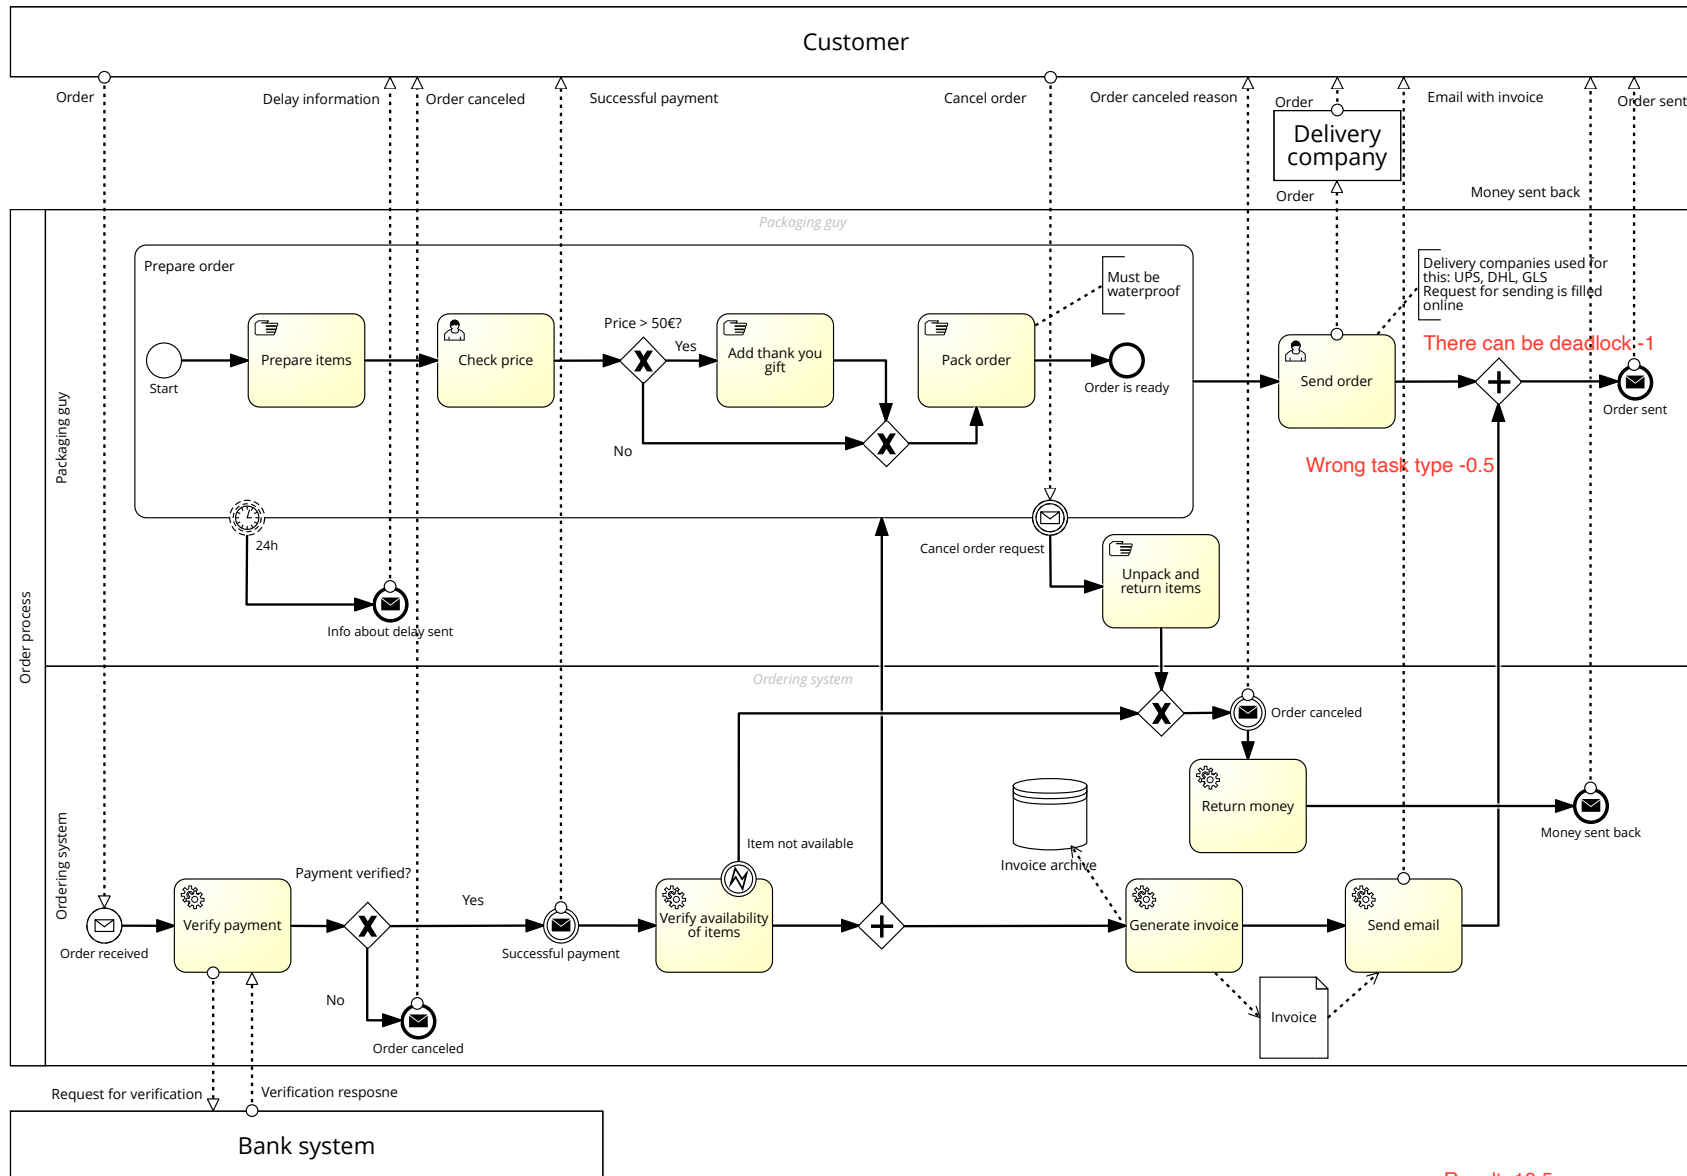 Customer
Order
Delay information
Order canceled
Successful payment
Cancel order
Order canceled reason
Order
Email with invoice
Order sent
Delivery
company
Order
Money sent back
Packaging guy
Prepare order
Must be
waterproof
Delivery companies used for
this: UPS, DHL, GLS
Request for sending is filled
online
Price > 50€?
Yes
Prepare items
Check price
Add thank you
gift
Pack order
Start
Order is ready
There can be deadlock -1
Send order
Order sent
No
Wrong task type -0.5
Packaging guy
24h
Cancel order request
Unpack and
return items
Info about delay sent
Order process
Ordering system
Order canceled
Return money
Money sent back
Item not available
Invoice archive
Ordering system
Payment verified?
Yes
Verify payment
Verify availability
of items
Generate invoice
Send email
Order received
Successful payment
No
Invoice
Order canceled
Request for verification
Verification resposne
Bank system